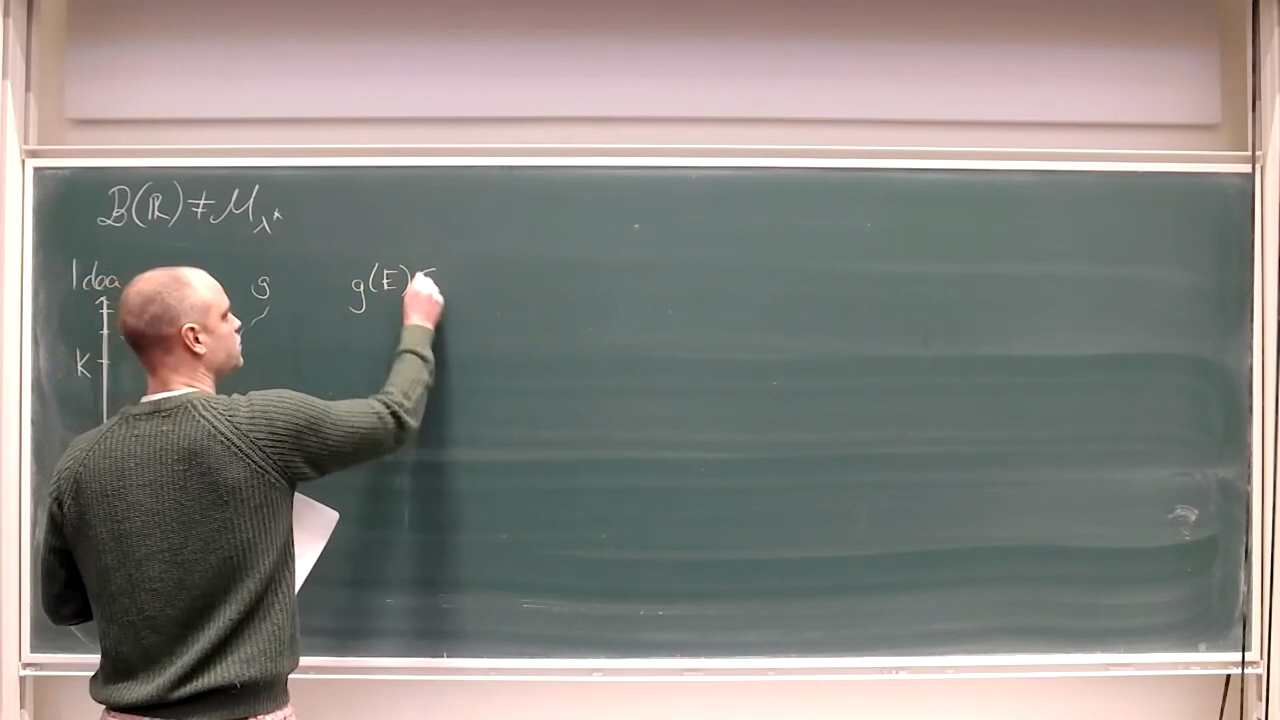 B(ℝ) ≠ M_λ*
Idea g g(E)
K